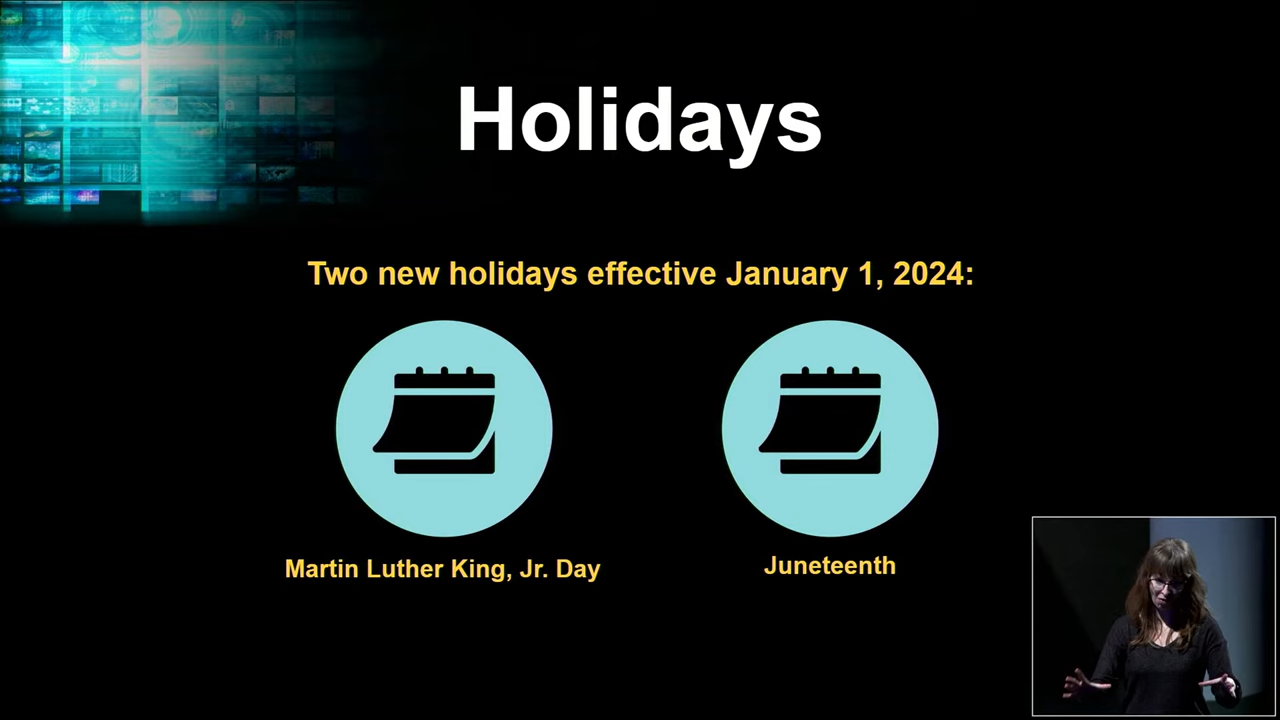 Holidays
Two new holidays effective January 1, 2024:
Martin Luther King, Jr. Day
Juneteenth